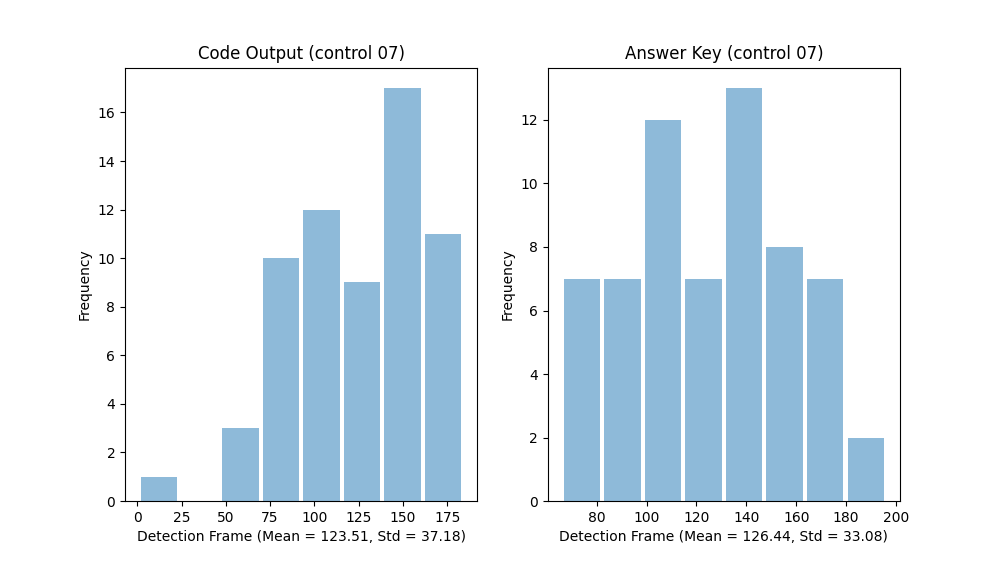 Code Output (control 07)
Frequency
16
14
12
10
8
6
4
2
0
0 25 50 75 100 125 150 175
Detection Frame (Mean = 123.51, Std = 37.18)
Answer Key (control 07)
Frequency
12
10
8
6
4
2
0
80 100 120 140 160 180 200
Detection Frame (Mean = 126.44, Std = 33.08)